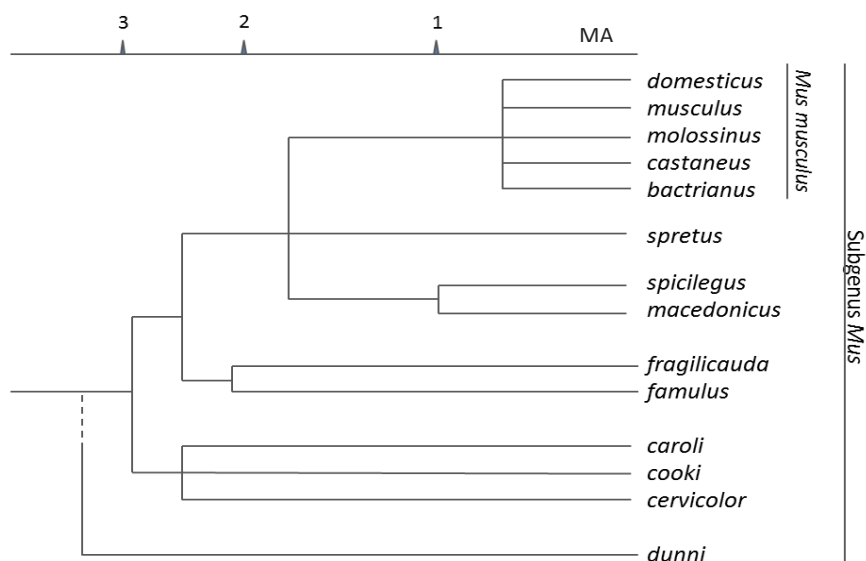 3 2 1 MA
domesticus
musculus
molossinus
castaneus
bactrianus
Mus musculus
spretus
spicilegus
macedonicus
fragilicauda
famulus
caroli
cooki
cervicolor
dunni
Subgenus Mus